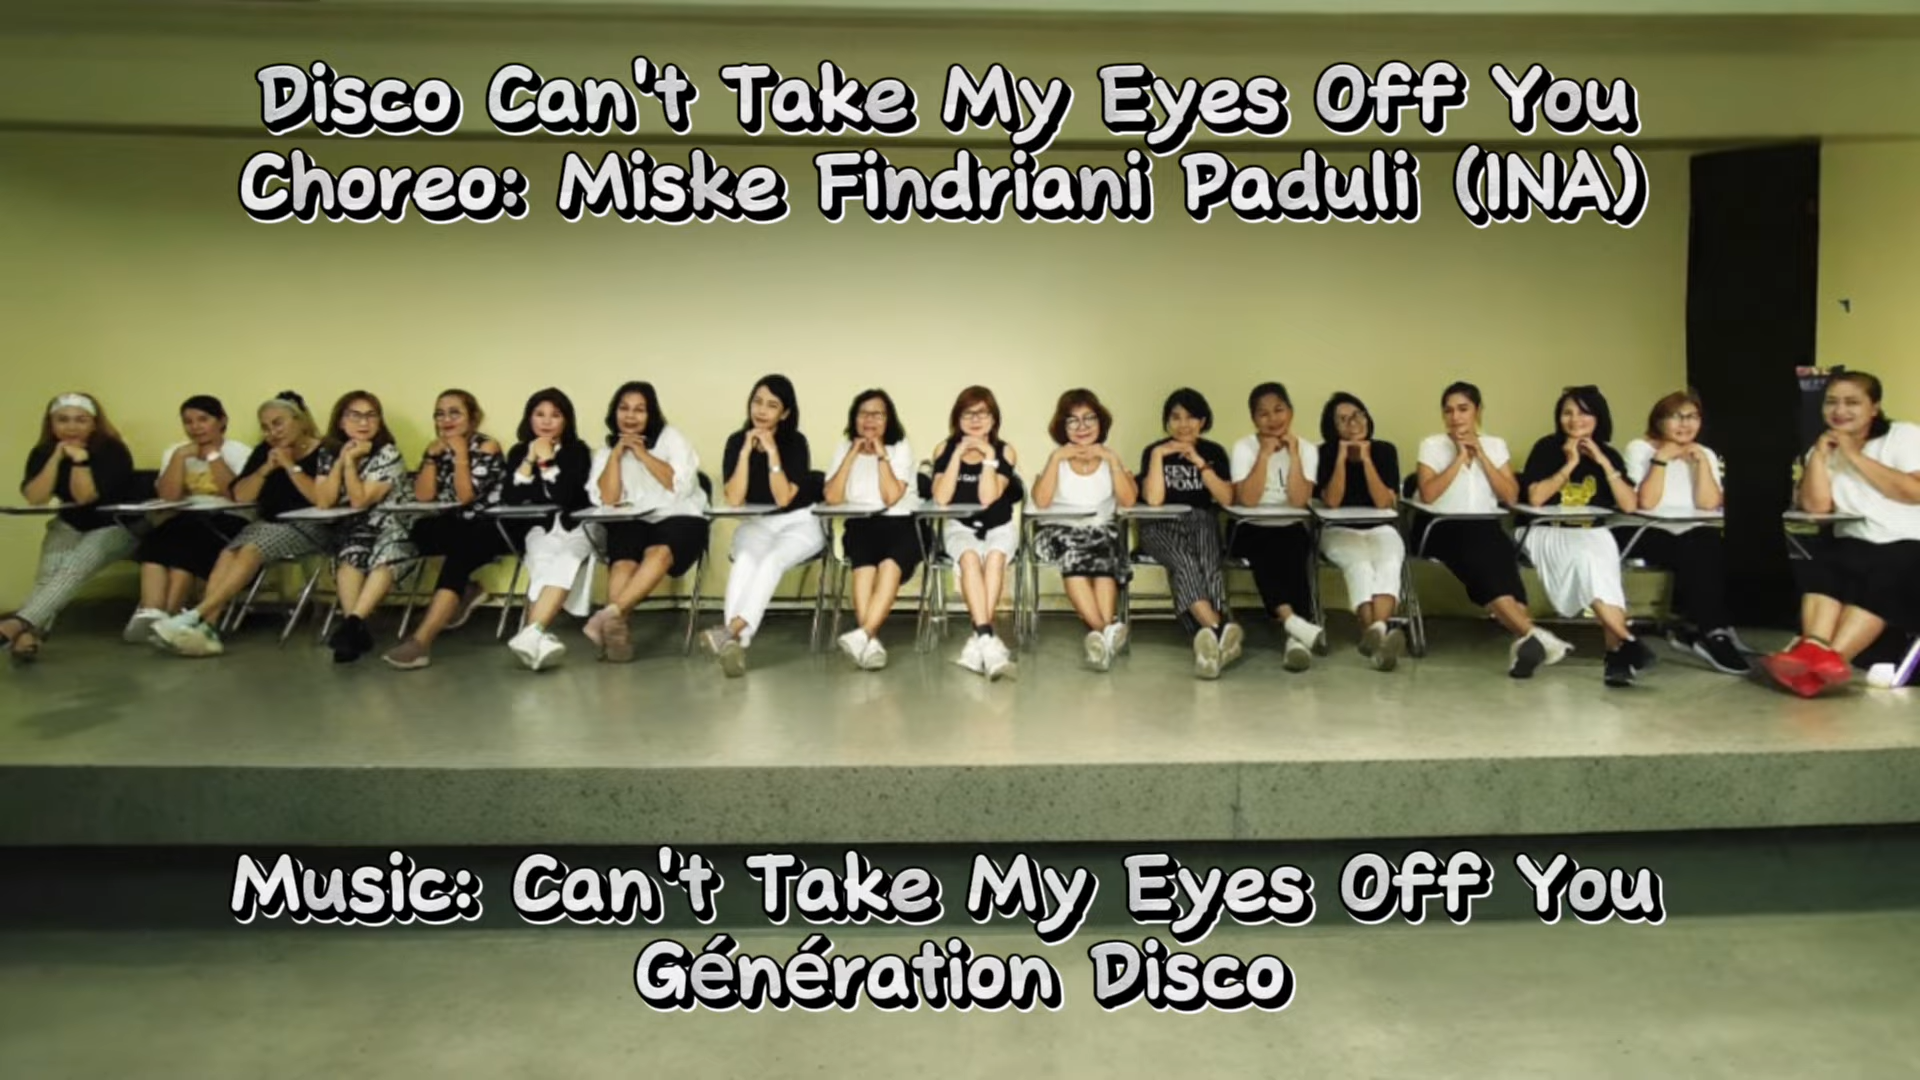 Disco Can't Take My Eyes Off You
Choreo: Miske Findriani Paduli (INA)
Music: Can't Take My Eyes Off You
Génération Disco